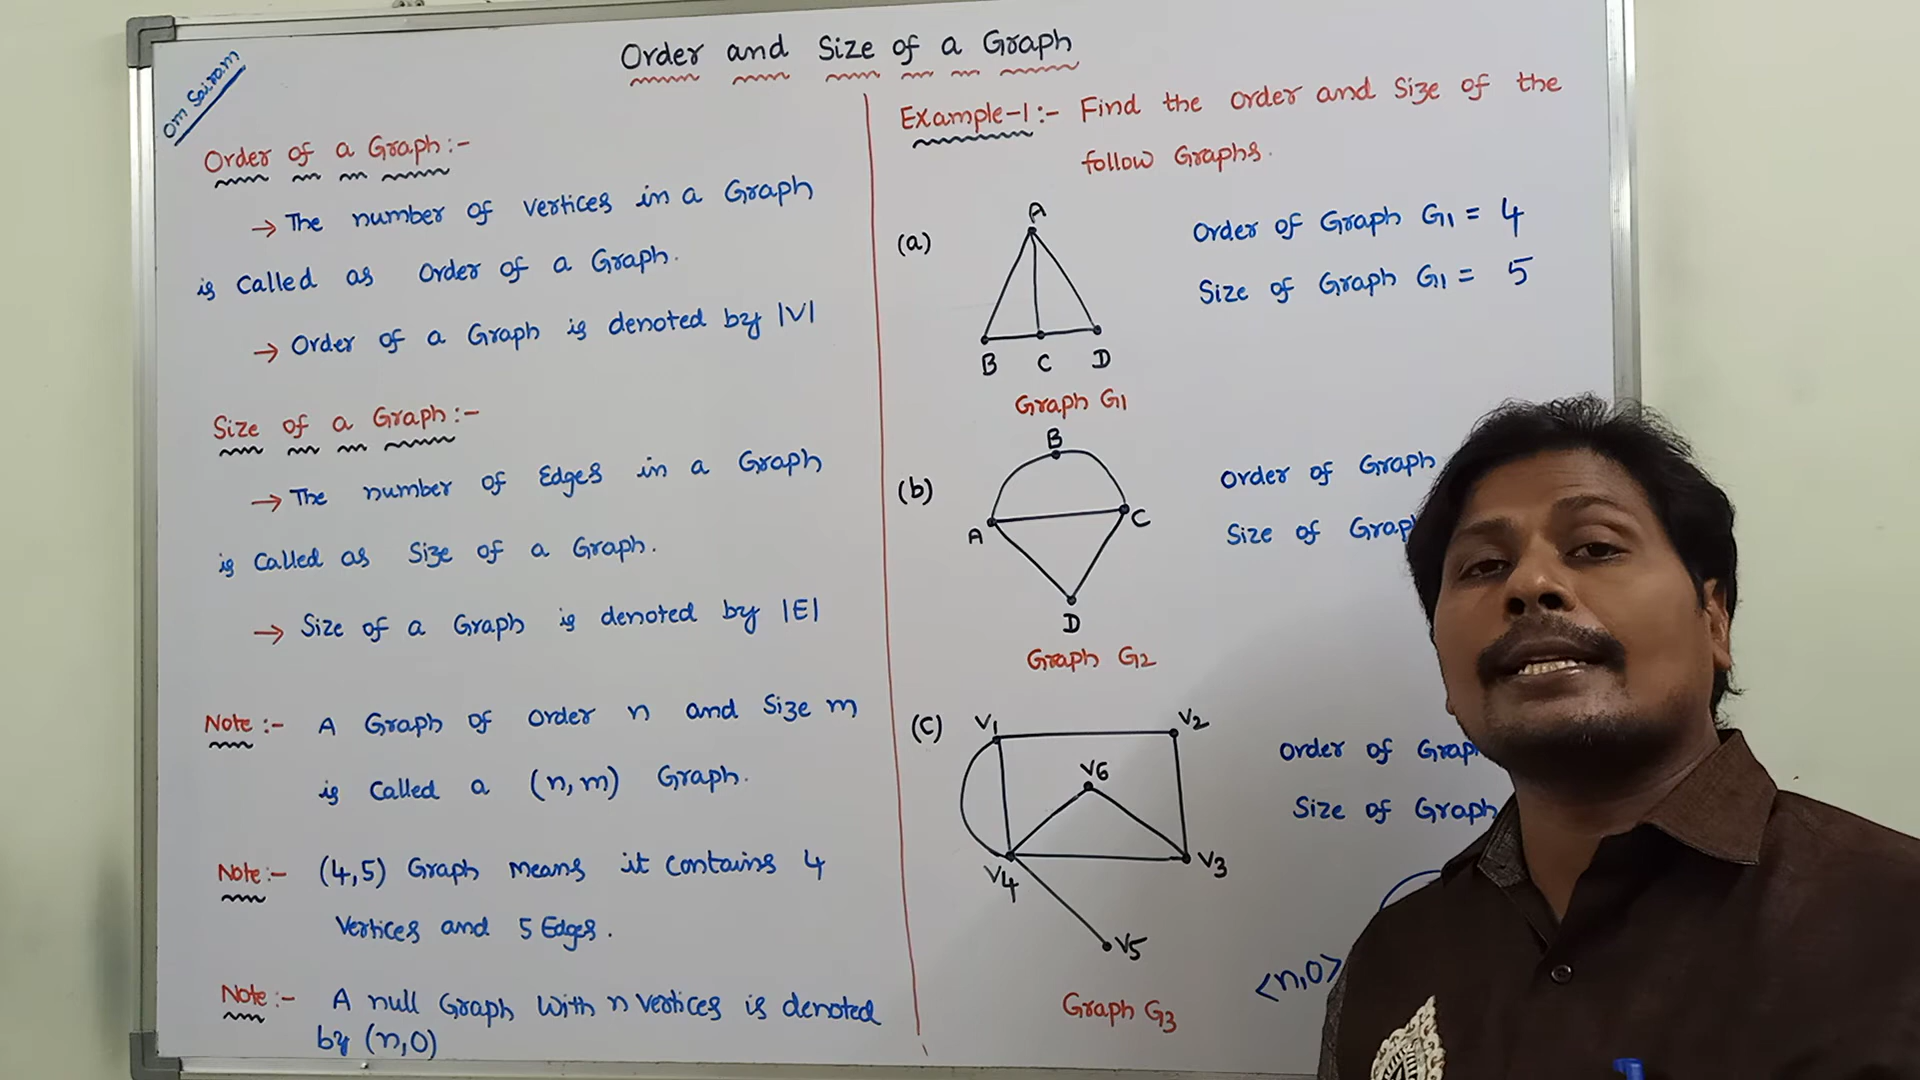 Order and Size of a Graph
Om Sairam
Order of a Graph:-
→ The number of vertices in a Graph
is called as order of a Graph.
→ Order of a Graph is denoted by |V|
Size of a Graph:-
→ The number of Edges in a Graph
is called as Size of a Graph.
→ Size of a Graph is denoted by |E|
Note:- A Graph of order n and Size m
is called a (n,m) Graph.
Note:- (4,5) Graph means it contains 4
vertices and 5 Edges.
Note:- A null Graph with n vertices is denoted
by (n,0)
Example-1:- Find the order and Size of the
follow Graphs.
(a)
A
B C D
Graph G1
Order of Graph G1 = 4
Size of Graph G1 = 5
(b)
B
A
C
D
Graph G2
Order of Graph
Size of Graph
(C)
V1
V2
V6
V4
V3
V5
Graph G3
Order of Graph
Size of Graph
<n,0>